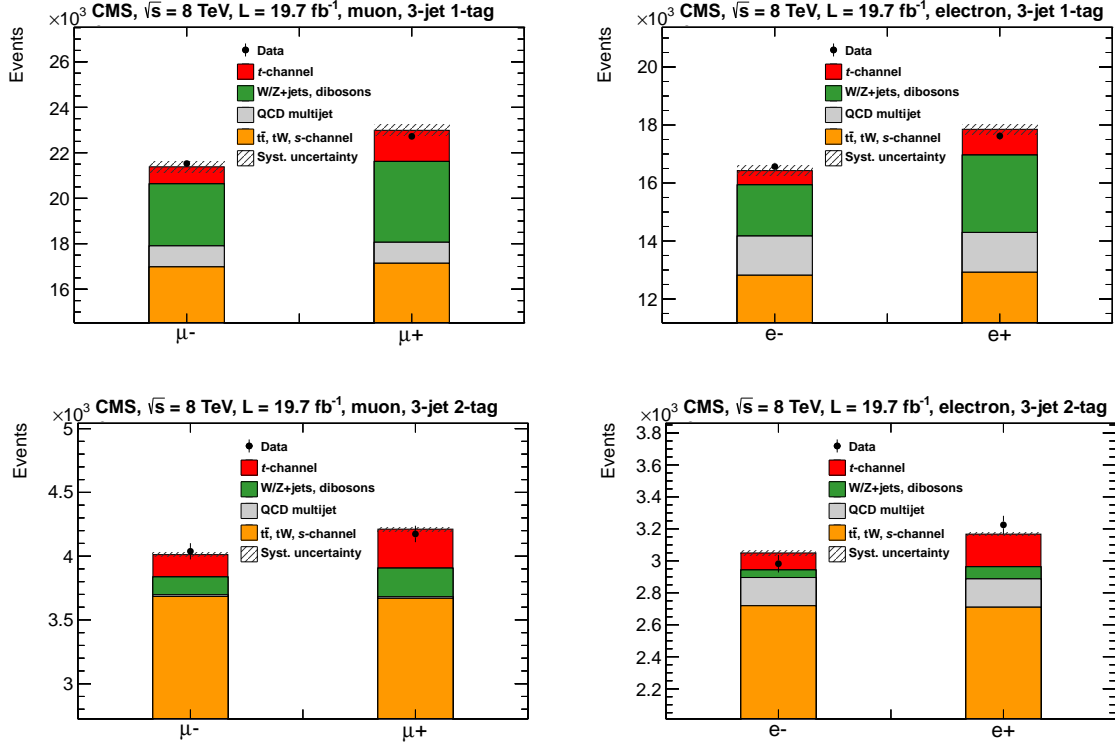 ×10³ CMS, √s = 8 TeV, L = 19.7 fb⁻¹, muon, 3-jet 1-tag
Events
26
24
22
20
18
16
Data
t-channel
W/Z+jets, dibosons
QCD multijet
tt̄, tW, s-channel
Syst. uncertainty
μ- μ+
×10³ CMS, √s = 8 TeV, L = 19.7 fb⁻¹, electron, 3-jet 1-tag
Events
20
18
16
14
12
Data
t-channel
W/Z+jets, dibosons
QCD multijet
tt̄, tW, s-channel
Syst. uncertainty
e- e+
×10³ CMS, √s = 8 TeV, L = 19.7 fb⁻¹, muon, 3-jet 2-tag
Events
5
4.5
4
3.5
3
Data
t-channel
W/Z+jets, dibosons
QCD multijet
tt̄, tW, s-channel
Syst. uncertainty
μ- μ+
×10³ CMS, √s = 8 TeV, L = 19.7 fb⁻¹, electron, 3-jet 2-tag
Events
3.8
3.6
3.4
3.2
3
2.8
2.6
2.4
2.2
Data
t-channel
W/Z+jets, dibosons
QCD multijet
tt̄, tW, s-channel
Syst. uncertainty
e- e+